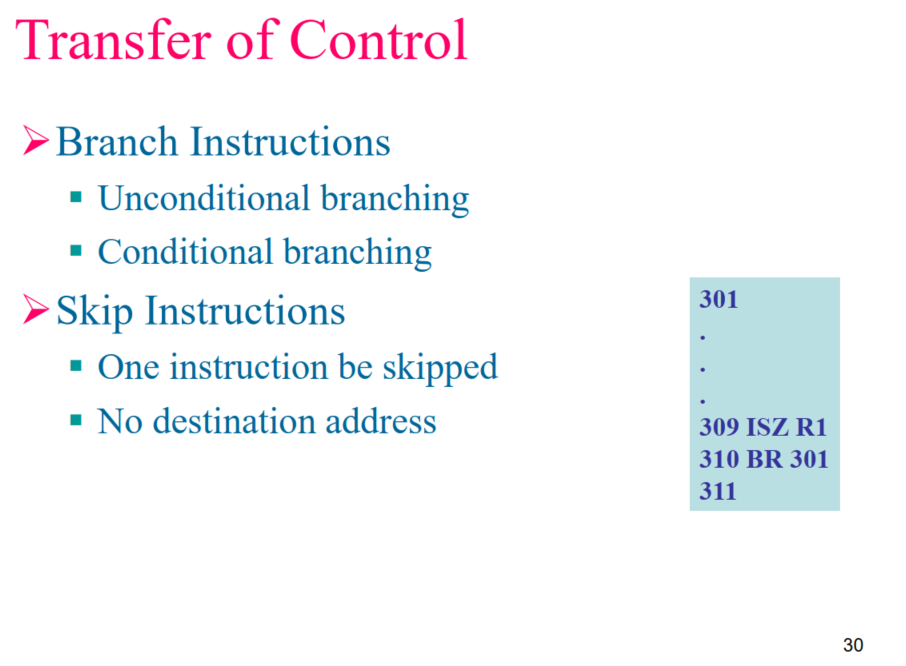 Transfer of Control
Branch Instructions
Unconditional branching
Conditional branching
Skip Instructions
One instruction be skipped
No destination address
301
.
.
.
309 ISZ R1
310 BR 301
311
30